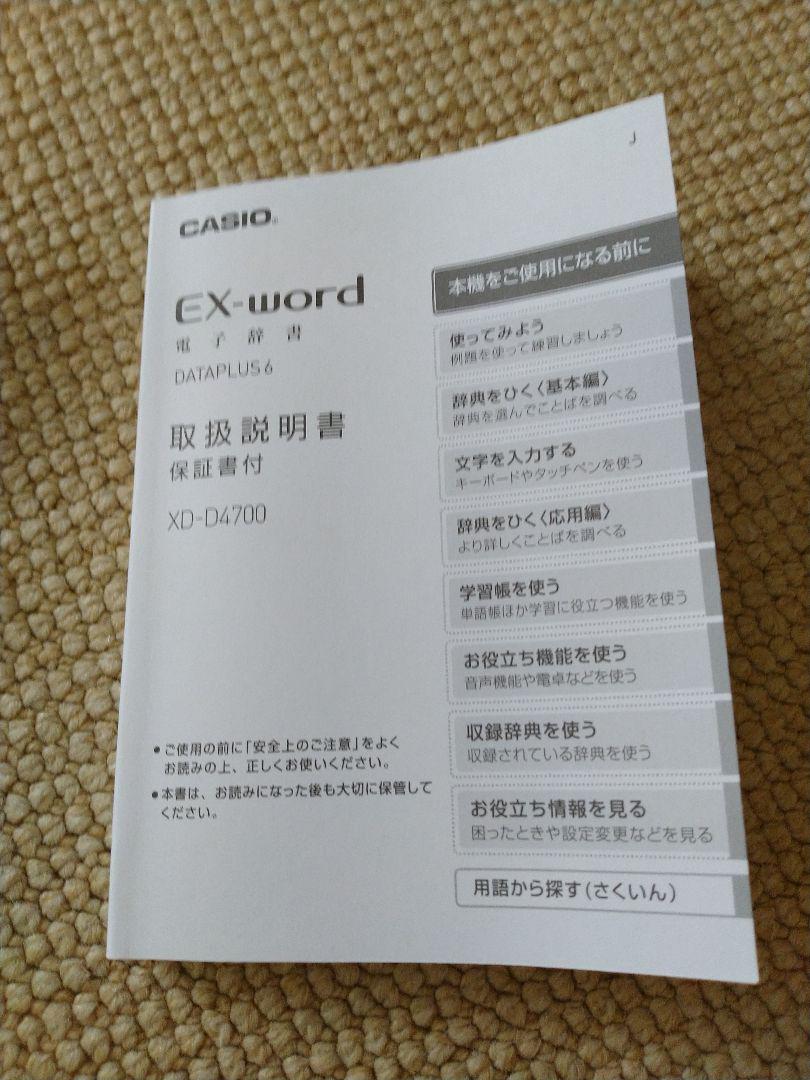 J
CASIO®
EX-word
電子辞書
DATAPLUS6
取扱説明書
保証書付
XD-D4700
●ご使用の前に「安全上のご注意」をよく
お読みの上、正しくお使いください。
●本書は、お読みになった後も大切に保管して
ください。
本機をご使用になる前に
使ってみよう
例題を使って練習しましょう
辞典をひく〈基本編〉
辞典を選んでことばを調べる
文字を入力する
キーボードやタッチペンを使う
辞典をひく〈応用編〉
より詳しくことばを調べる
学習帳を使う
単語帳ほか学習に役立つ機能を使う
お役立ち機能を使う
音声機能や電卓などを使う
収録辞典を使う
収録されている辞典を使う
お役立ち情報を見る
困ったときや設定変更などを見る
用語から探す(さくいん)